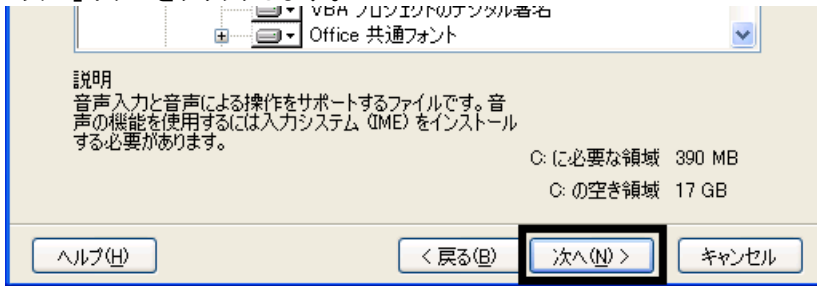 VBA プロジェクトのデジタル署名
Office 共通フォント
説明
音声入力と音声による操作をサポートするファイルです。音
声の機能を使用するには入力システム (IME) をインストール
する必要があります。
C: に必要な領域 390 MB
C: の空き領域 17 GB
ヘルプ(H) < 戻る(B) 次へ(N) > キャンセル